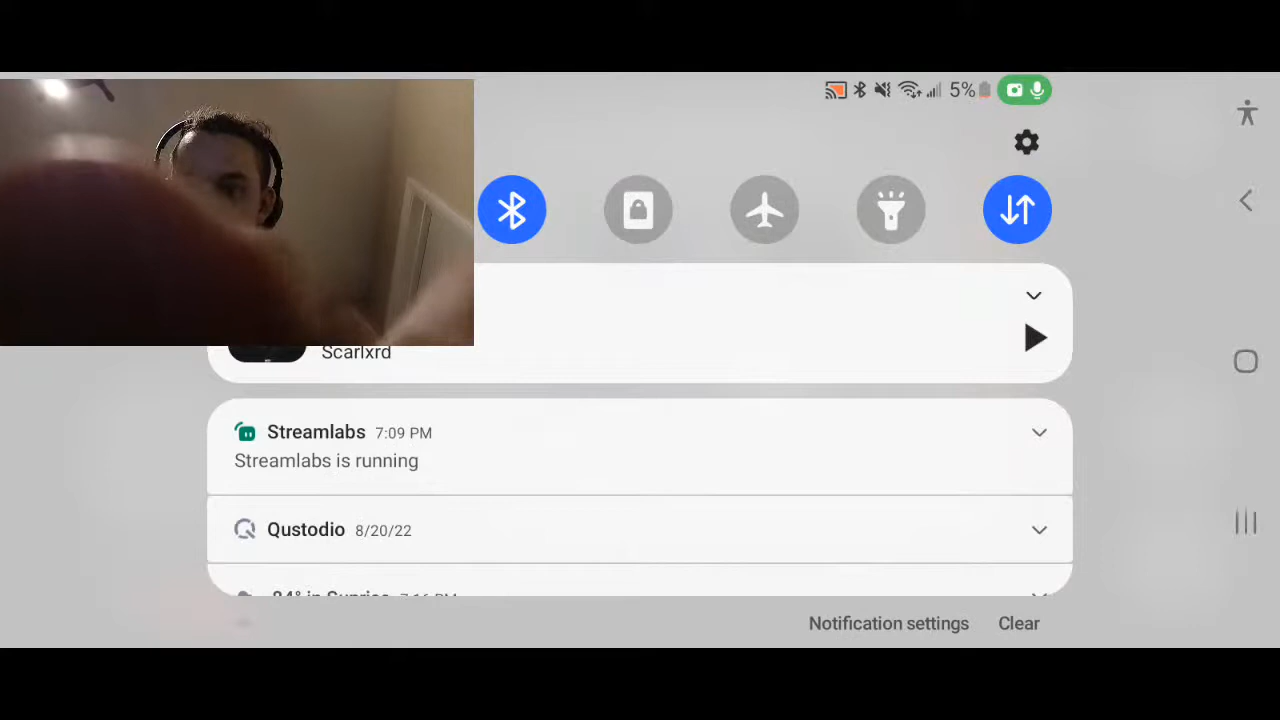 5%
Scarlxrd
Streamlabs 7:09 PM
Streamlabs is running
Qustodio 8/20/22
Notification settings Clear